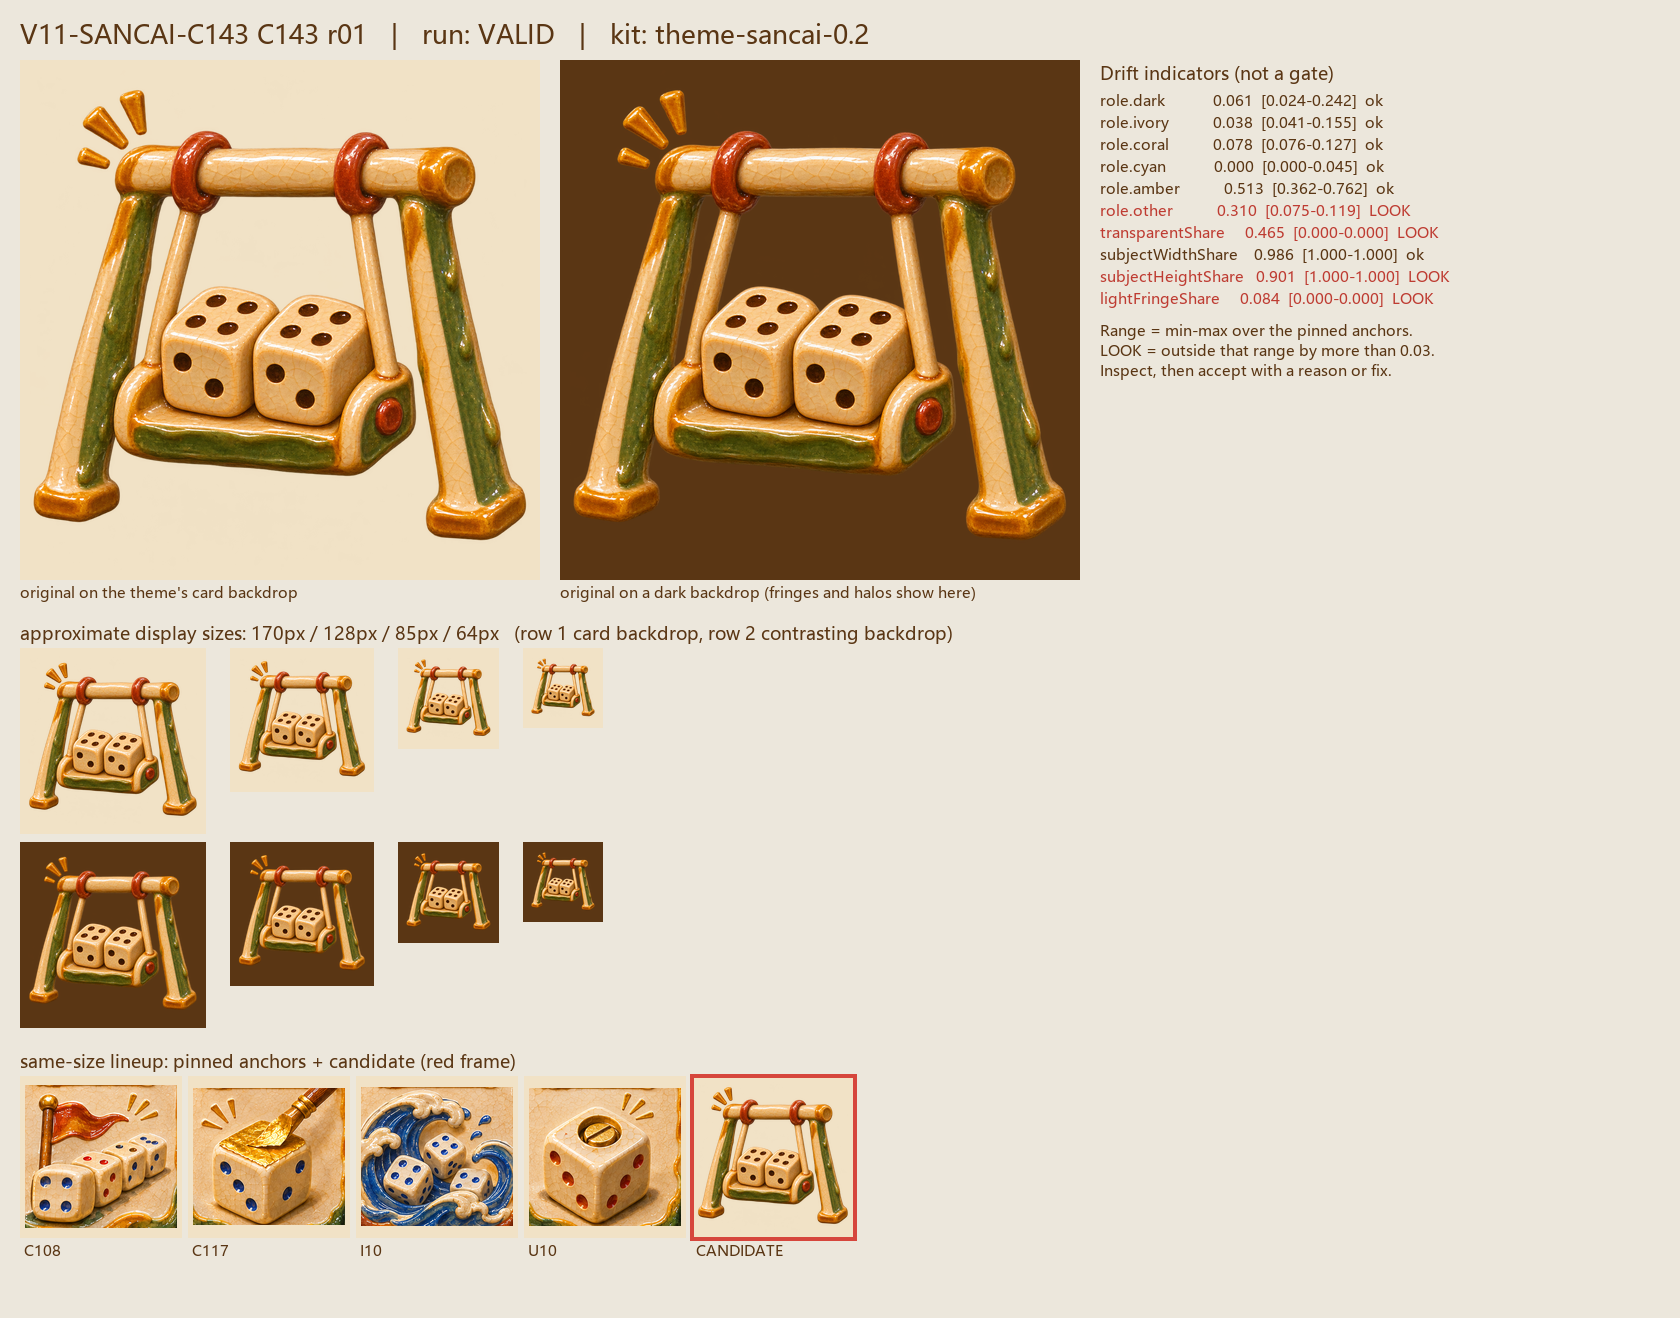 V11-SANCAI-C143 C143 r01 | run: VALID | kit: theme-sancai-0.2
Drift indicators (not a gate)
role.dark 0.061 [0.024-0.242] ok
role.ivory 0.038 [0.041-0.155] ok
role.coral 0.078 [0.076-0.127] ok
role.cyan 0.000 [0.000-0.045] ok
role.amber 0.513 [0.362-0.762] ok
role.other 0.310 [0.075-0.119] LOOK
transparentShare 0.465 [0.000-0.000] LOOK
subjectWidthShare 0.986 [1.000-1.000] ok
subjectHeightShare 0.901 [1.000-1.000] LOOK
lightFringeShare 0.084 [0.000-0.000] LOOK
Range = min-max over the pinned anchors.
LOOK = outside that range by more than 0.03.
Inspect, then accept with a reason or fix.
original on the theme's card backdrop
original on a dark backdrop (fringes and halos show here)
approximate display sizes: 170px / 128px / 85px / 64px (row 1 card backdrop, row 2 contrasting backdrop)
same-size lineup: pinned anchors + candidate (red frame)
C108
C117
I10
U10
CANDIDATE